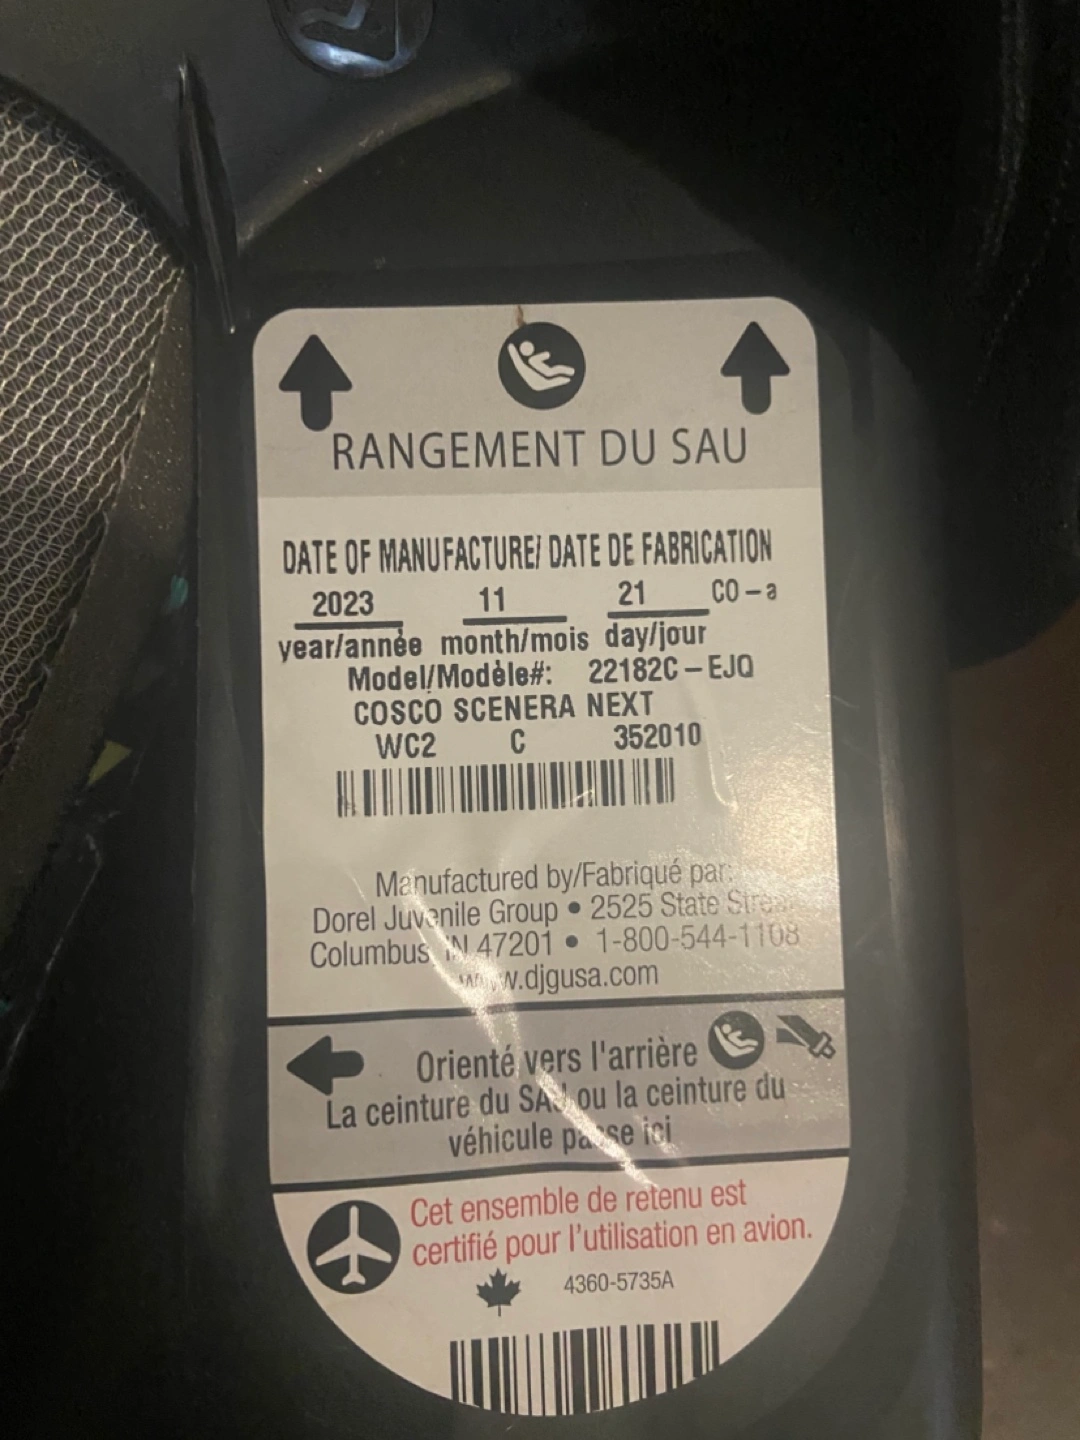 RANGEMENT DU SAU
DATE OF MANUFACTURE/ DATE DE FABRICATION
2023 11 21 CO-a
year/année month/mois day/jour
Model/Modèle#: 22182C-EJQ
COSCO SCENERA NEXT
WC2 C 352010
Manufactured by/Fabriqué par:
Dorel Juvenile Group • 2525 State Street
Columbus IN 47201 • 1-800-544-1108
www.djgusa.com
Orienté vers l'arrière
La ceinture du SAU ou la ceinture du
véhicule passe ici
Cet ensemble de retenu est
certifié pour l'utilisation en avion.
4360-5735A